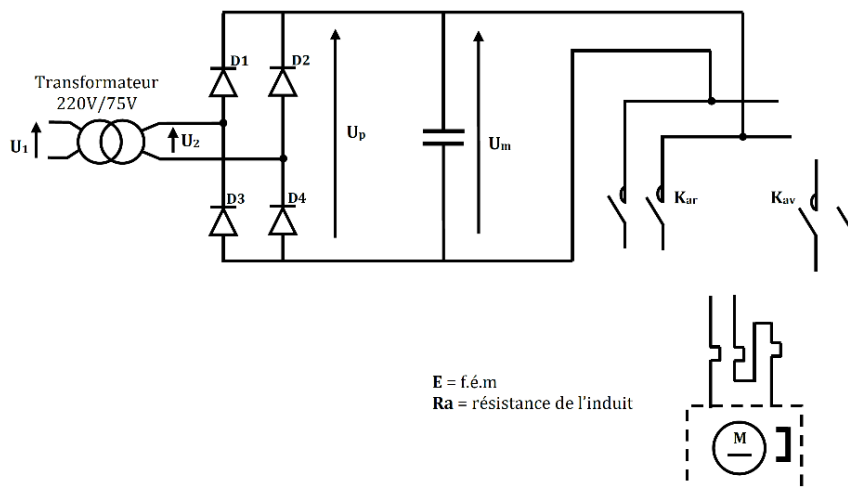 D1
D2
Transformateur
220V/75V
U1
U2
Up
Um
D3
D4
Kar
Kav
E = f.é.m
Ra = résistance de l'induit
M